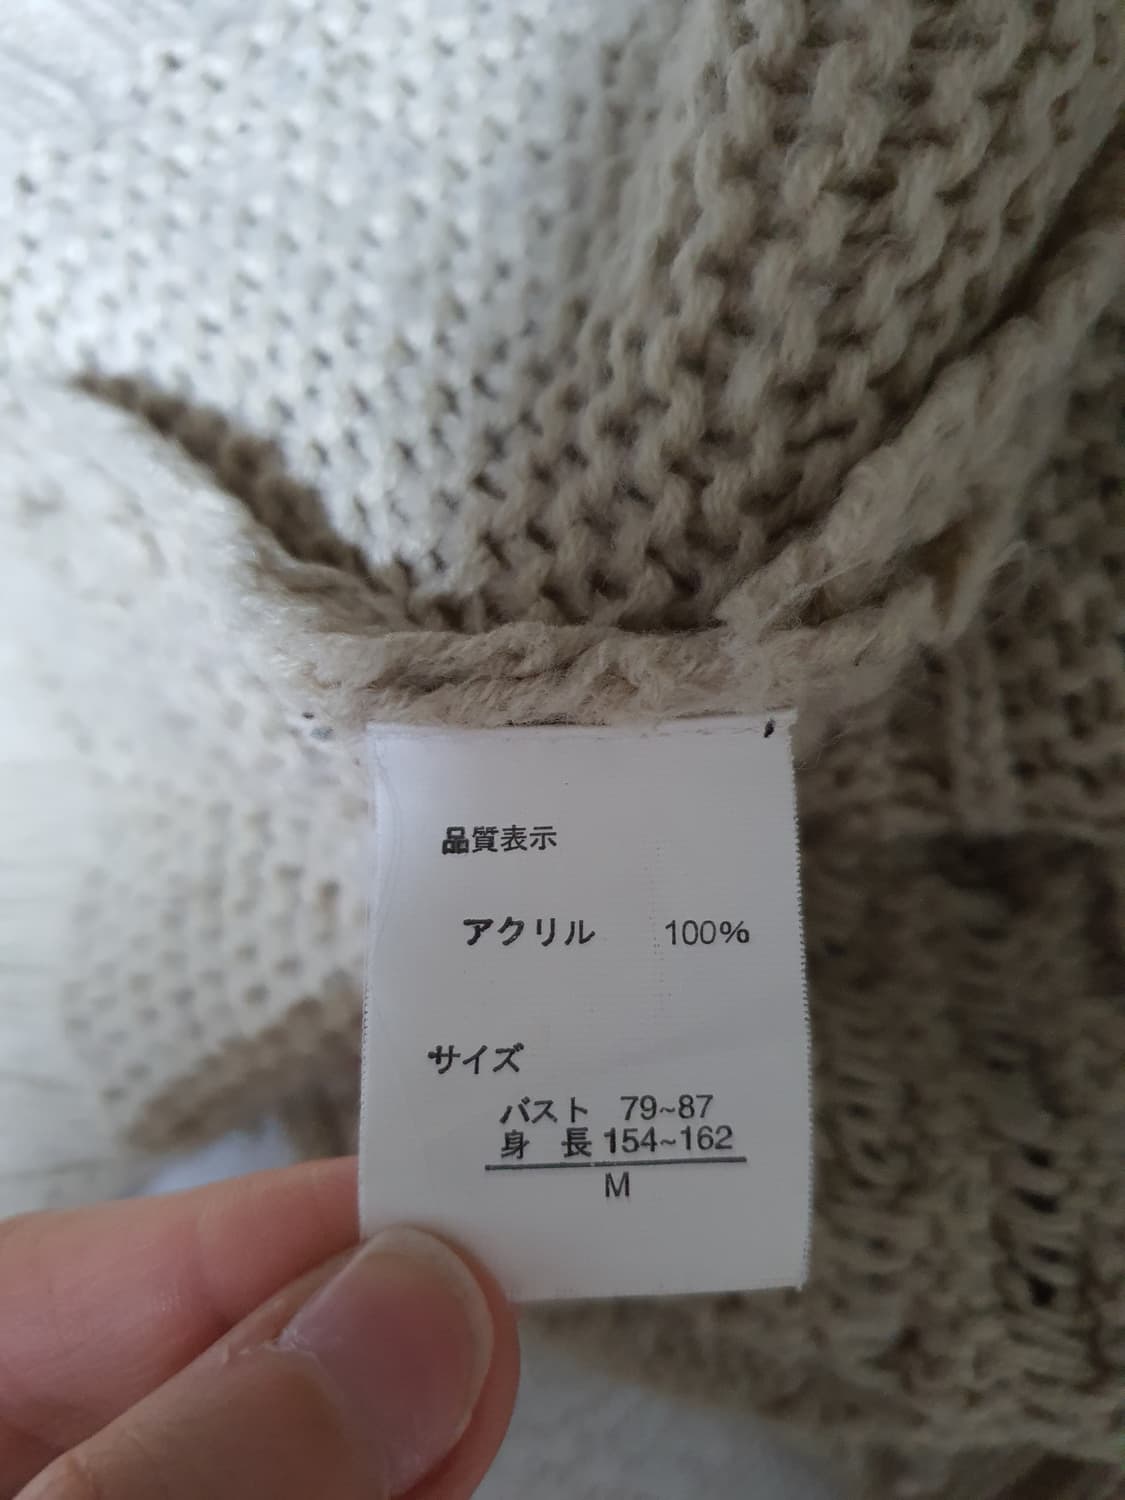 品質表示
アクリル 100%
サイズ
バスト 79~87
身 長 154~162
M